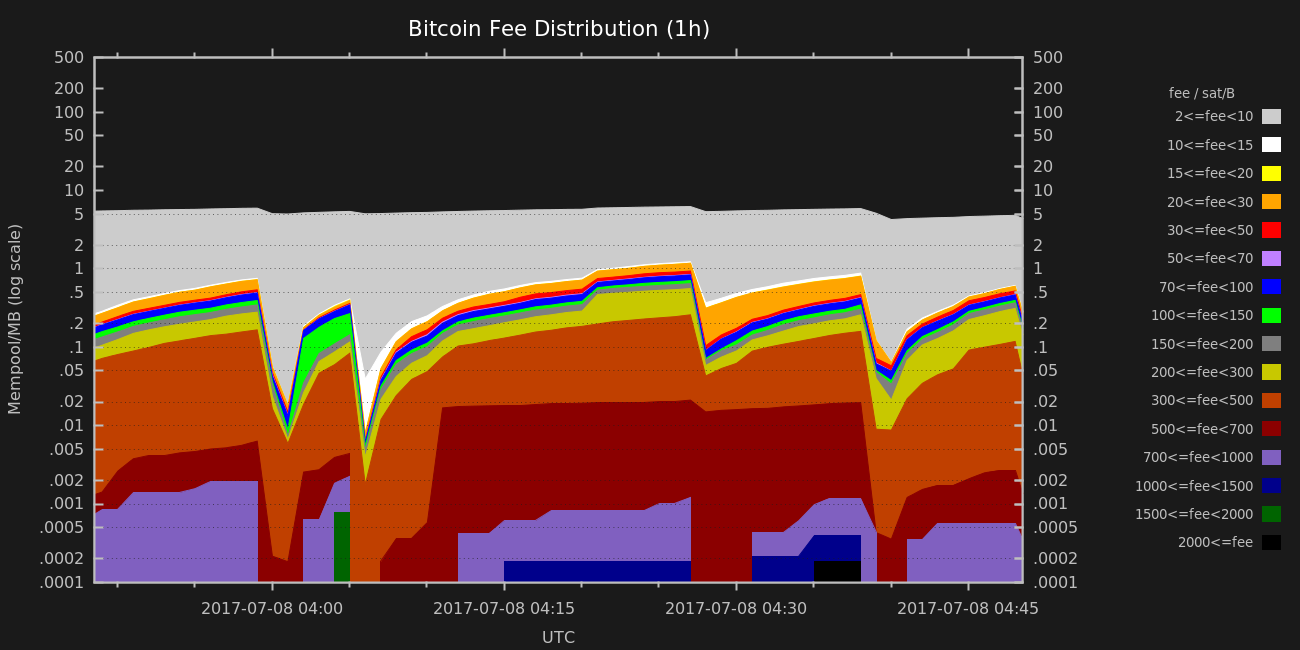 Bitcoin Fee Distribution (1h)
Mempool/MB (log scale)
500
200
100
50
20
10
5
2
1
.5
.2
.1
.05
.02
.01
.005
.002
.001
.0005
.0002
.0001
500
200
100
50
20
10
5
2
1
.5
.2
.1
.05
.02
.01
.005
.002
.001
.0005
.0002
.0001
2017-07-08 04:00
2017-07-08 04:15
2017-07-08 04:30
2017-07-08 04:45
UTC
fee / sat/B
2<=fee<10
10<=fee<15
15<=fee<20
20<=fee<30
30<=fee<50
50<=fee<70
70<=fee<100
100<=fee<150
150<=fee<200
200<=fee<300
300<=fee<500
500<=fee<700
700<=fee<1000
1000<=fee<1500
1500<=fee<2000
2000<=fee